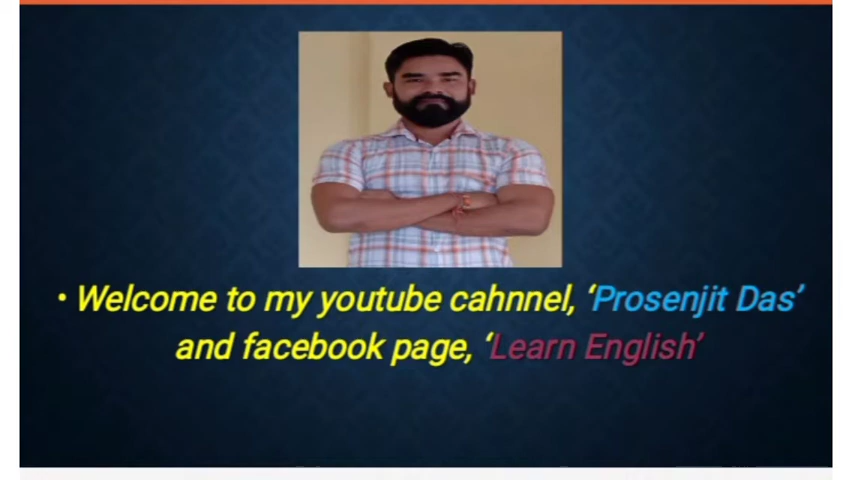 • Welcome to my youtube cahnnel, ‘Prosenjit Das’
and facebook page, ‘Learn English’